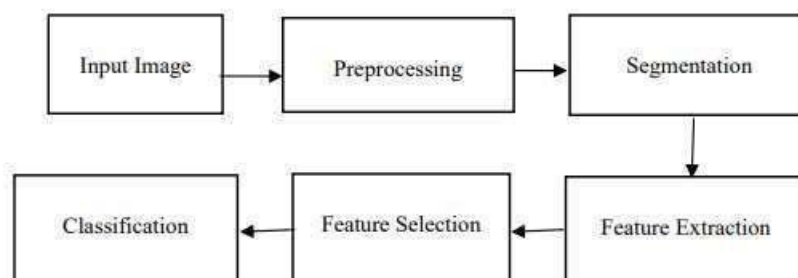 Input Image
Preprocessing
Segmentation
Feature Extraction
Feature Selection
Classification